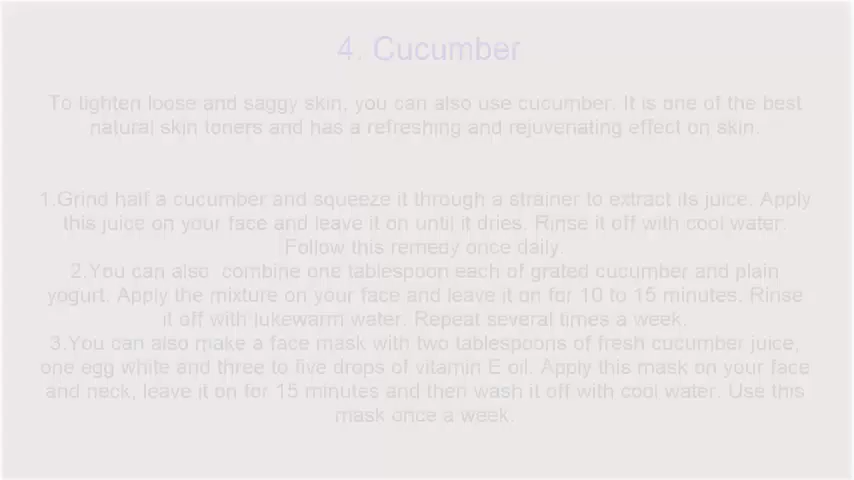 4. Cucumber
To tighten loose and saggy skin, you can also use cucumber. It is one of the best
natural skin toners and has a refreshing and rejuvenating effect on skin.
1.Grind half a cucumber and squeeze it through a strainer to extract its juice. Apply
this juice on your face and leave it on until it dries. Rinse it off with cool water.
Follow this remedy once daily.
2.You can also  combine one tablespoon each of grated cucumber and plain
yogurt. Apply the mixture on your face and leave it on for 10 to 15 minutes. Rinse
it off with lukewarm water. Repeat several times a week.
3.You can also make a face mask with two tablespoons of fresh cucumber juice,
one egg white and three to five drops of vitamin E oil. Apply this mask on your face
and neck, leave it on for 15 minutes and then wash it off with cool water. Use this
mask once a week.